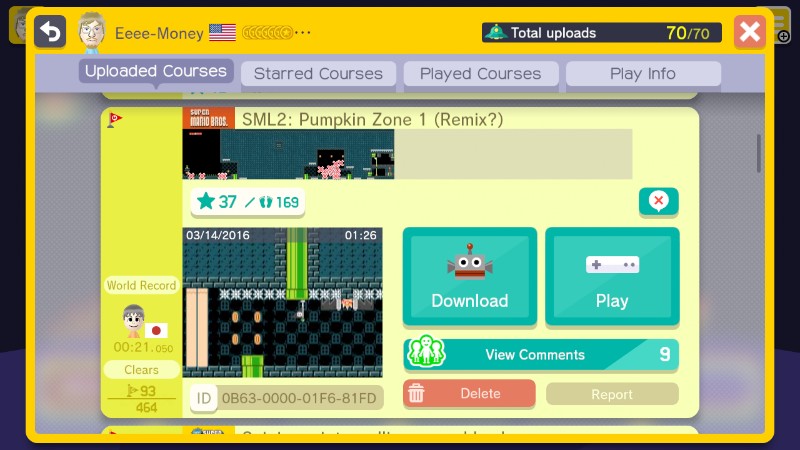 Eeee-Money
Total uploads 70/70
Uploaded Courses
Starred Courses
Played Courses
Play Info
SUPER
MARIO BROS.
SML2: Pumpkin Zone 1 (Remix?)
37 / 169
03/14/2016 01:26
World Record
00:21.050
Clears
93
464
Download
Play
View Comments 9
ID 0B63-0000-01F6-81FD
Delete
Report